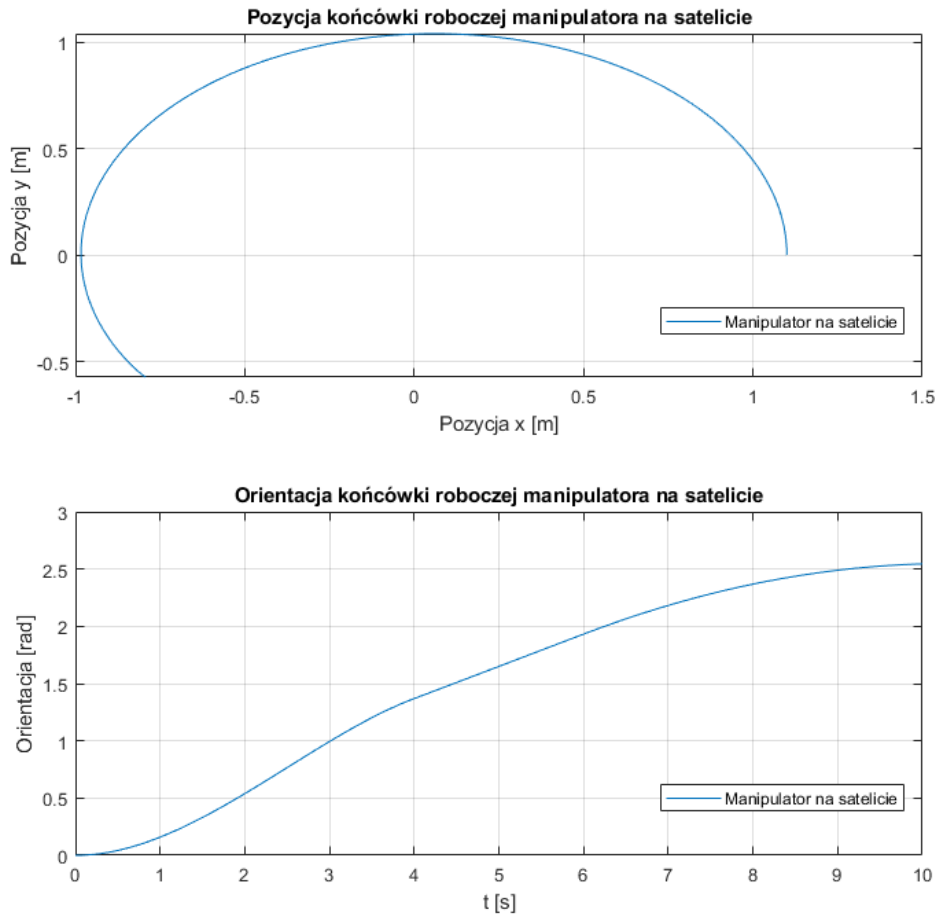 Pozycja końcówki roboczej manipulatora na satelicie
1
0.5
0
-0.5
Pozycja y [m]
Manipulator na satelicie
-1 -0.5 0 0.5 1 1.5
Pozycja x [m]
Orientacja końcówki roboczej manipulatora na satelicie
3
2.5
2
1.5
1
0.5
0
Orientacja [rad]
Manipulator na satelicie
0 1 2 3 4 5 6 7 8 9 10
t [s]